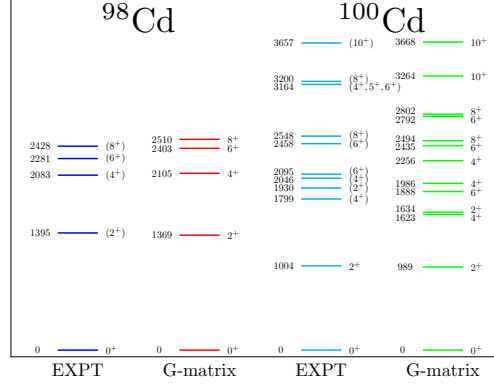 ⁹⁸Cd ¹⁰⁰Cd
3657 (10⁺) 3668 10⁺
3264 10⁺
3200 (8⁺)
3164 (4⁺,5⁺,6⁺)
2802 8⁺
2792 6⁺
2428 (8⁺) 2510 8⁺ 2548 (8⁺) 2494 8⁺
2281 (6⁺) 2403 6⁺ 2458 (6⁺) 2435 6⁺
2256 4⁺
2083 (4⁺) 2105 4⁺ 2095 (6⁺)
2046 (4⁺) 1986 4⁺
1930 (2⁺) 1888 6⁺
1799 (4⁺)
1634 2⁺
1623 4⁺
1395 (2⁺) 1369 2⁺
1004 2⁺ 989 2⁺
0 0⁺ 0 0⁺ 0 0⁺ 0 0⁺
EXPT G-matrix EXPT G-matrix